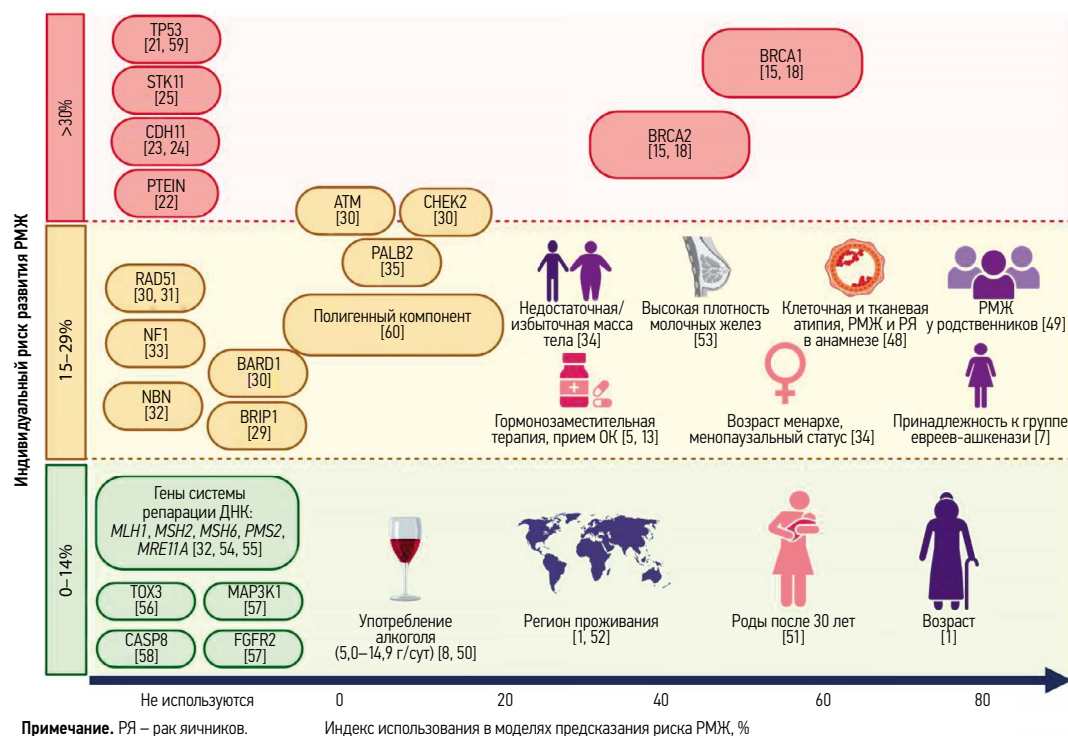 Индивидуальный риск развития РМЖ
>30%
TP53
[21, 59]
STK11
[25]
CDH11
[23, 24]
PTEIN
[22]
BRCA1
[15, 18]
BRCA2
[15, 18]
ATM
[30]
CHEK2
[30]
15–29%
PALB2
[35]
RAD51
[30, 31]
Полигенный компонент
[60]
NF1
[33]
BARD1
[30]
NBN
[32]
BRIP1
[29]
Недостаточная/
избыточная масса
тела [34]
Высокая плотность
молочных желез
[53]
Клеточная и тканевая
атипия, РМЖ и РЯ
в анамнезе [48]
РМЖ
у родственников [49]
Гормонозаместительная
терапия, прием ОК [5, 13]
Возраст менархе,
менопаузальный статус [34]
Принадлежность к группе
евреев-ашкенази [7]
0–14%
Гены системы
репарации ДНК:
MLH1, MSH2, MSH6, PMS2,
MRE11A [32, 54, 55]
TOX3
[56]
MAP3K1
[57]
CASP8
[58]
FGFR2
[57]
Употребление
алкоголя
(5,0–14,9 г/сут) [8, 50]
Регион проживания
[1, 52]
Роды после 30 лет
[51]
Возраст
[1]
Не используются 0 20 40 60 80
Примечание. РЯ – рак яичников.
Индекс использования в моделях предсказания риска РМЖ, %